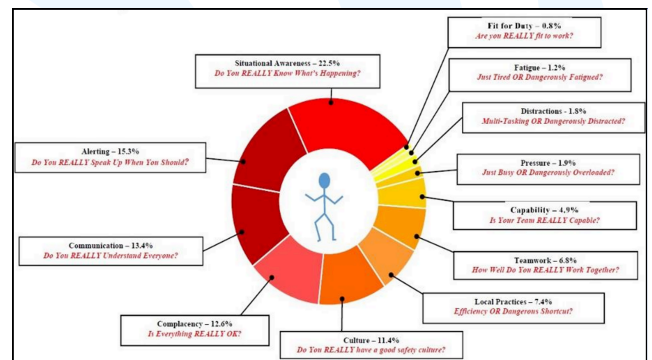 Fit for Duty – 0.8%
Are you REALLY fit to work?
Situational Awareness – 22.5%
Do You REALLY Know What's Happening?
Fatigue – 1.2%
Just Tired OR Dangerously Fatigued?
Distractions - 1.8%
Multi-Tasking OR Dangerously Distracted?
Alerting – 15.3%
Do You REALLY Speak Up When You Should?
Pressure – 1.9%
Just Busy OR Dangerously Overloaded?
Capability – 4.9%
Is Your Team REALLY Capable?
Communication – 13.4%
Do You REALLY Understand Everyone?
Teamwork – 6.8%
How Well Do You REALLY Work Together?
Local Practices – 7.4%
Efficiency OR Dangerous Shortcut?
Complacency – 12.6%
Is Everything REALLY OK?
Culture – 11.4%
Do You REALLY have a good safety culture?